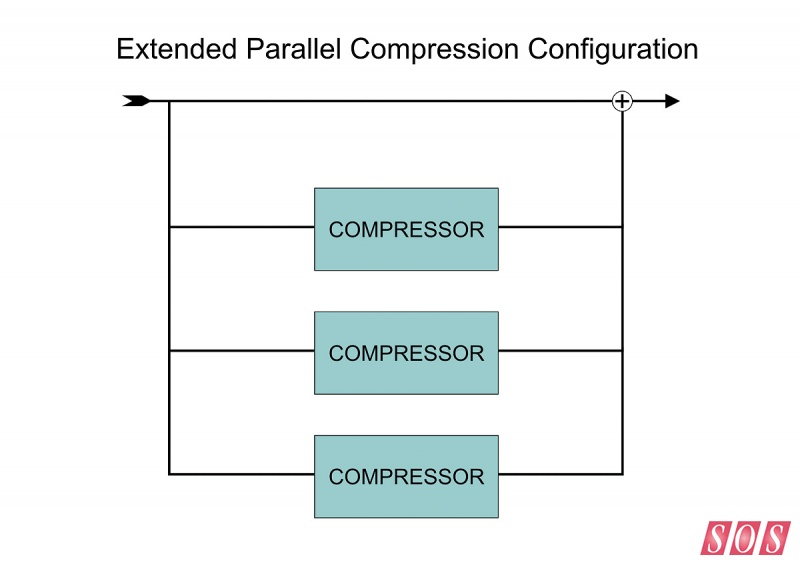 Extended Parallel Compression Configuration
COMPRESSOR
COMPRESSOR
COMPRESSOR
SOS